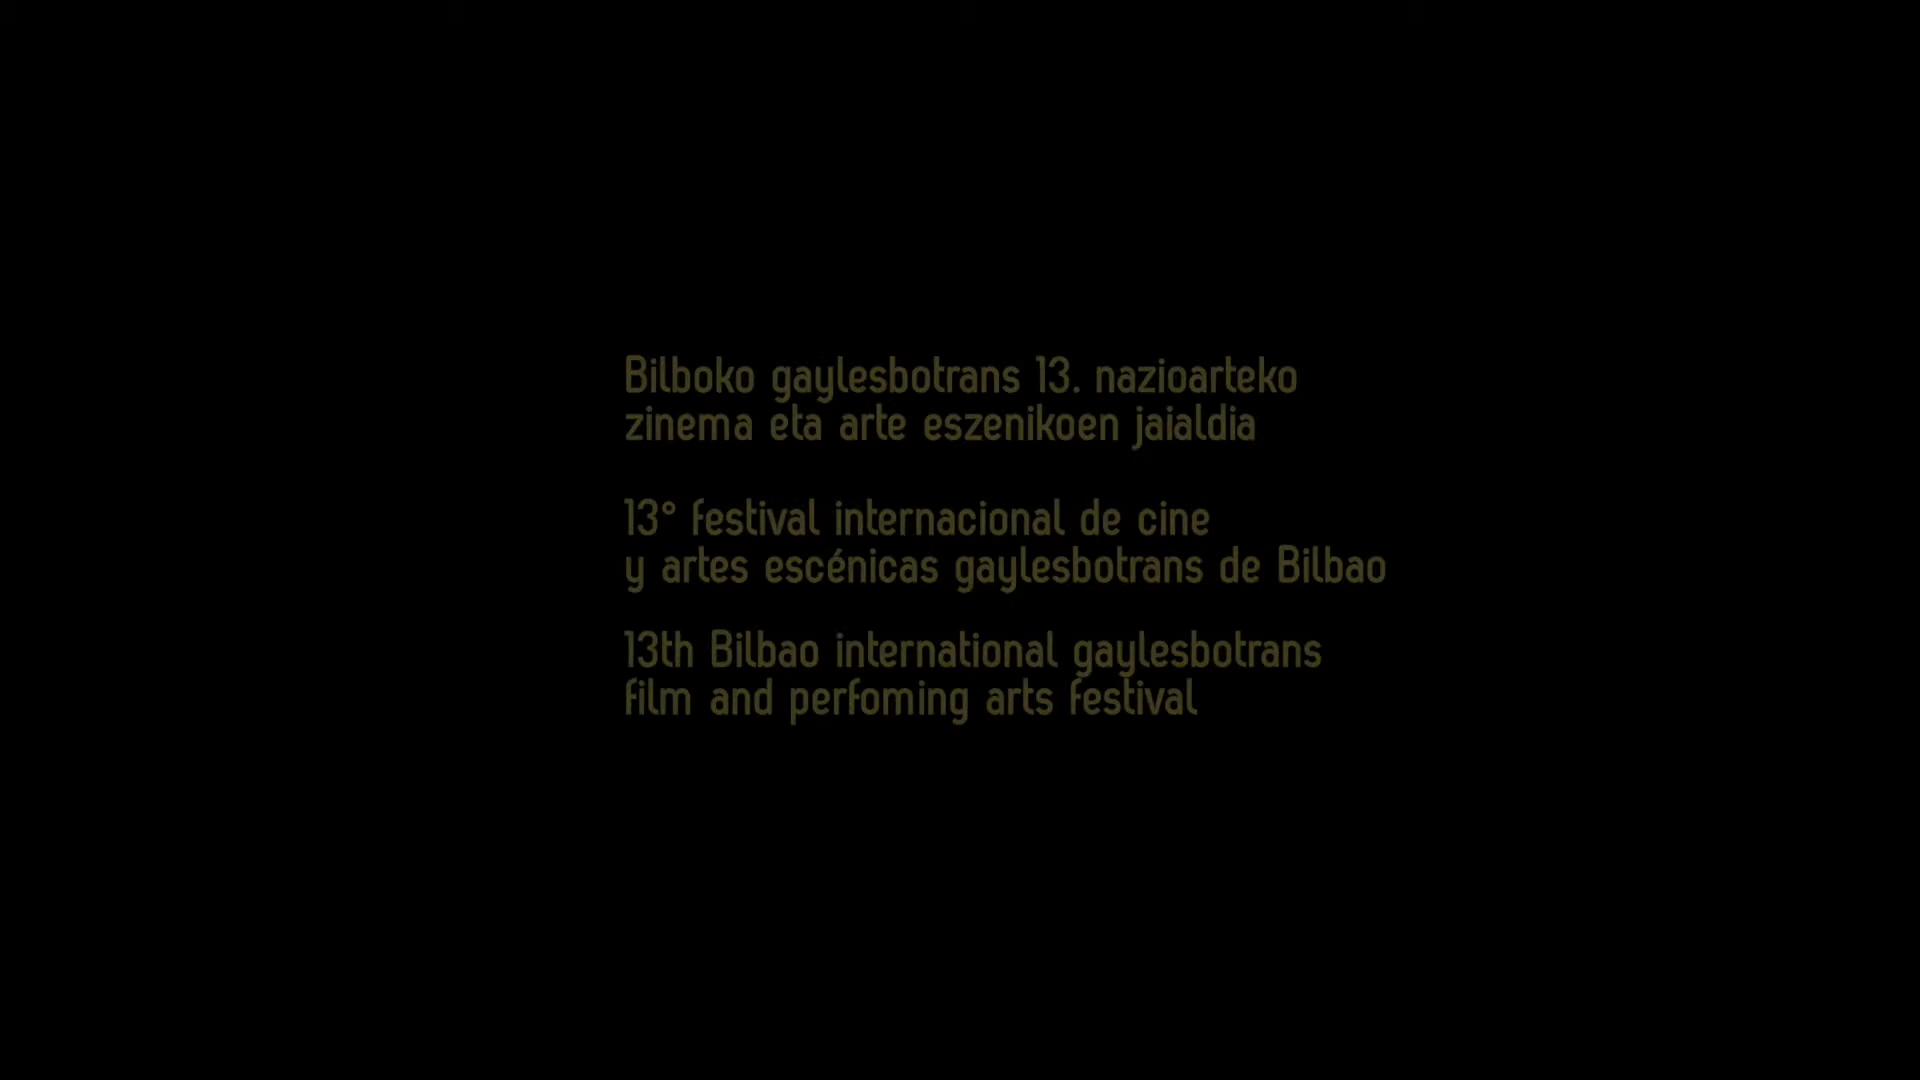 Bilboko gaylesbotrans 13. nazioarteko
zinema eta arte eszenikoen jaialdia
13° festival internacional de cine
y artes escénicas gaylesbotrans de Bilbao
13th Bilbao international gaylesbotrans
film and perfoming arts festival